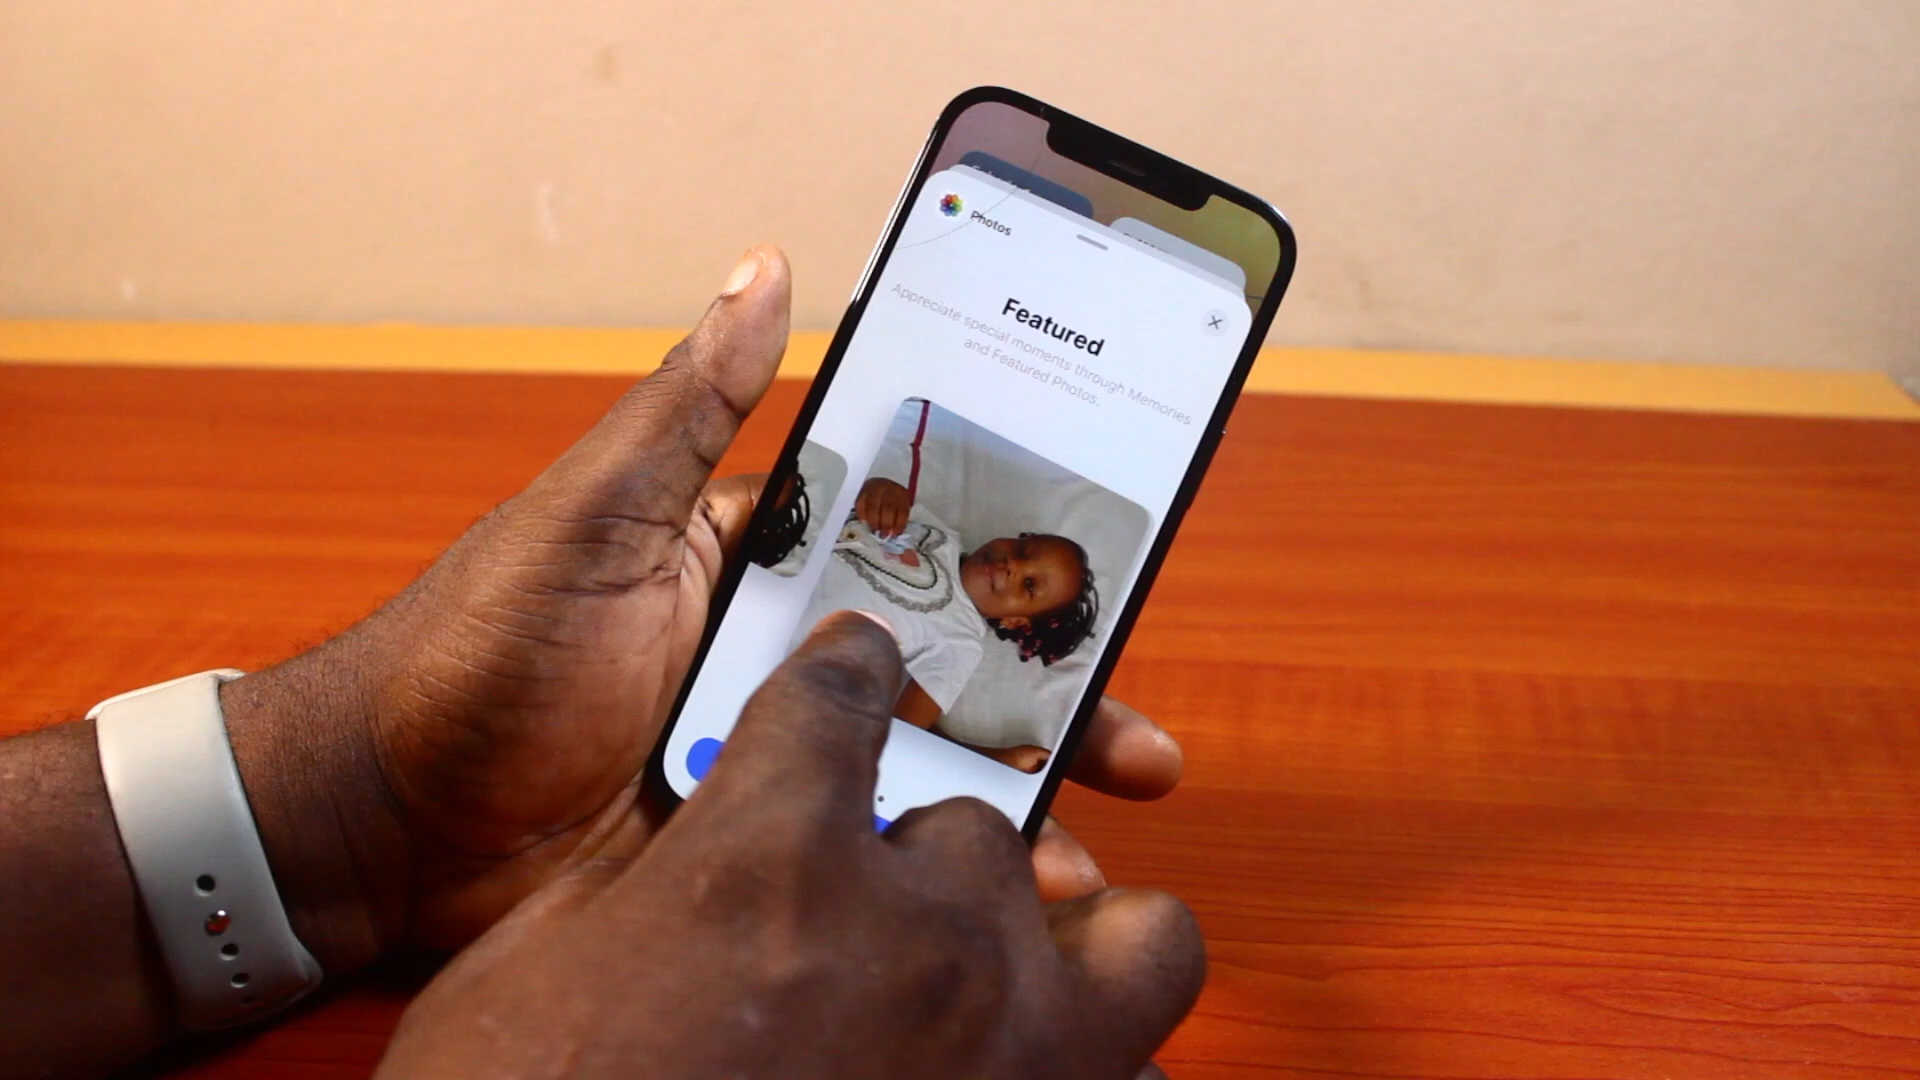 Photos
Featured
Appreciate special moments through Memories
and Featured Photos.